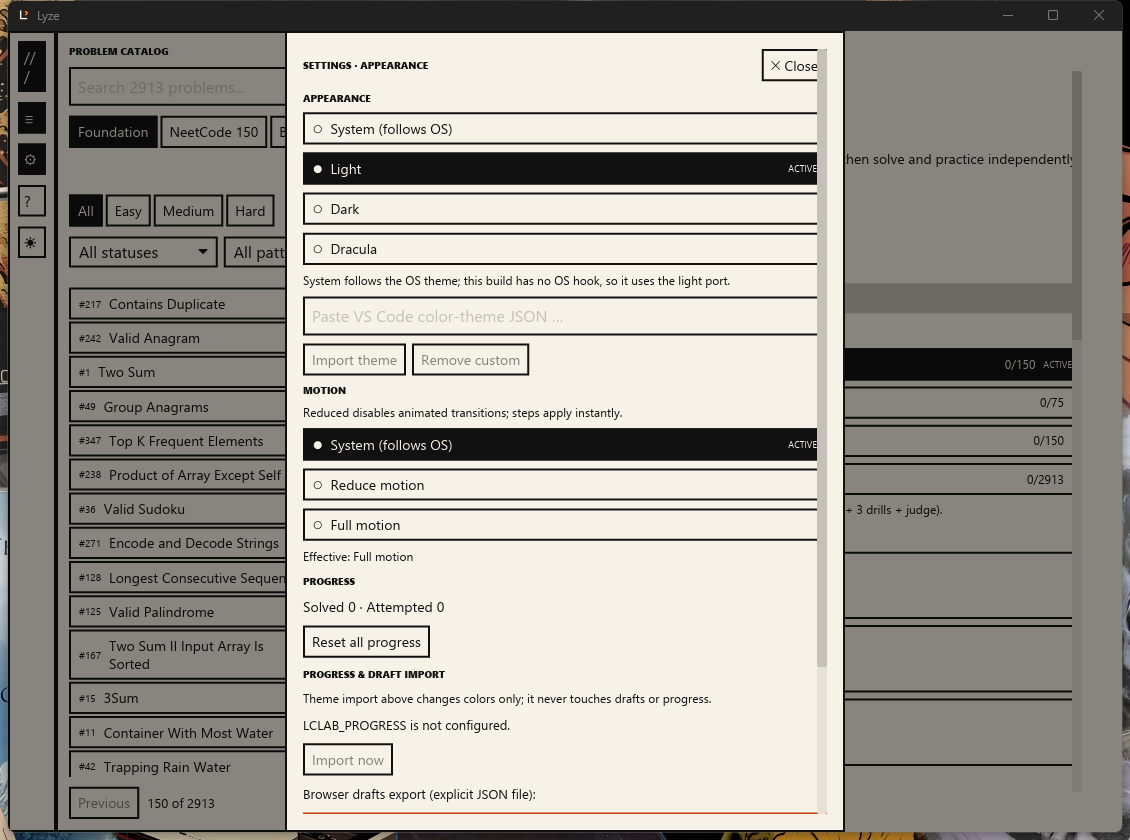 Lyze
//
/
PROBLEM CATALOG
Search 2913 problems...
Foundation
NeetCode 150
B
All
Easy
Medium
Hard
All statuses
All patt
#217 Contains Duplicate
#242 Valid Anagram
#1 Two Sum
#49 Group Anagrams
#347 Top K Frequent Elements
#238 Product of Array Except Self
#36 Valid Sudoku
#271 Encode and Decode Strings
#128 Longest Consecutive Sequen
#125 Valid Palindrome
#167 Two Sum II Input Array Is
Sorted
#15 3Sum
#11 Container With Most Water
#42 Trapping Rain Water
Previous
150 of 2913
?
SETTINGS · APPEARANCE
× Close
APPEARANCE
System (follows OS)
Light ACTIVE
Dark
Dracula
System follows the OS theme; this build has no OS hook, so it uses the light port.
Paste VS Code color-theme JSON ...
Import theme
Remove custom
MOTION
Reduced disables animated transitions; steps apply instantly.
System (follows OS) ACTIVE
Reduce motion
Full motion
Effective: Full motion
PROGRESS
Solved 0 · Attempted 0
Reset all progress
PROGRESS & DRAFT IMPORT
Theme import above changes colors only; it never touches drafts or progress.
LCLAB_PROGRESS is not configured.
Import now
Browser drafts export (explicit JSON file):
then solve and practice independently
0/150 ACTIVE
0/75
0/150
0/2913
+ 3 drills + judge).